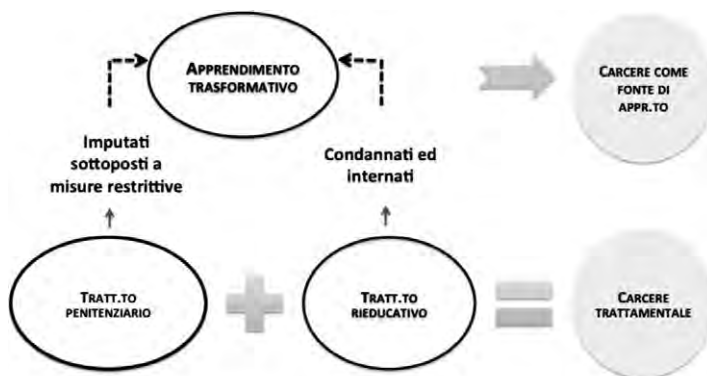 APPRENDIMENTO
TRASFORMATIVO
CARCERE COME
FONTE DI
APPR.TO
Imputati
sottoposti a
misure restrittive
Condannati ed
internati
TRATT.TO
PENITENZIARIO
TRATT.TO
RIEDUCATIVO
CARCERE
TRATTAMENTALE